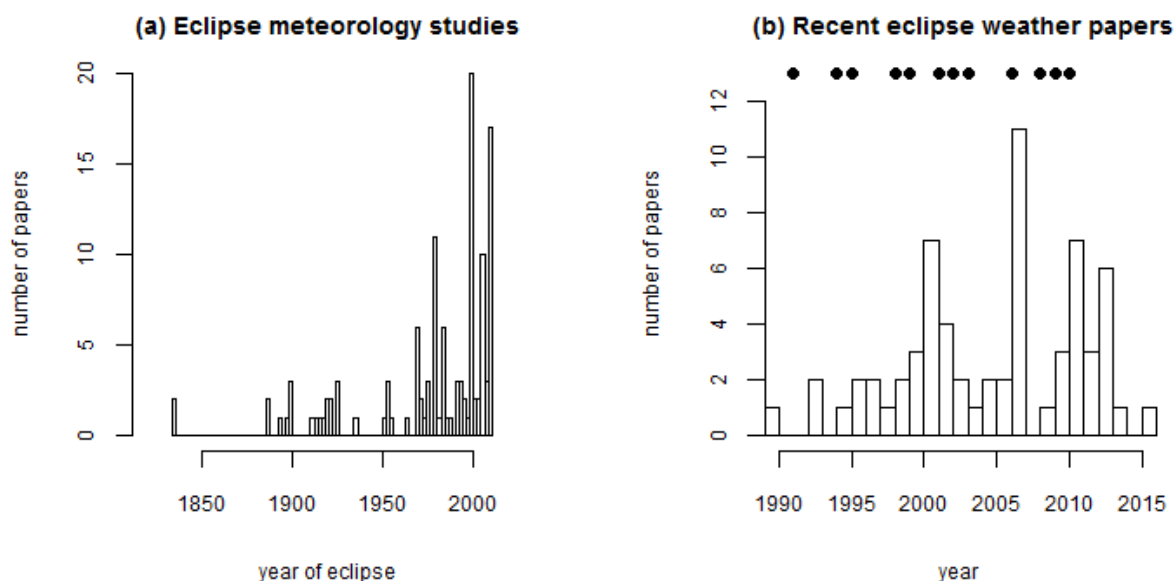 (a) Eclipse meteorology studies
number of papers
20
15
10
5
0
1850 1900 1950 2000
year of eclipse
(b) Recent eclipse weather papers
number of papers
12
10
8
6
4
2
0
1990 1995 2000 2005 2010 2015
year